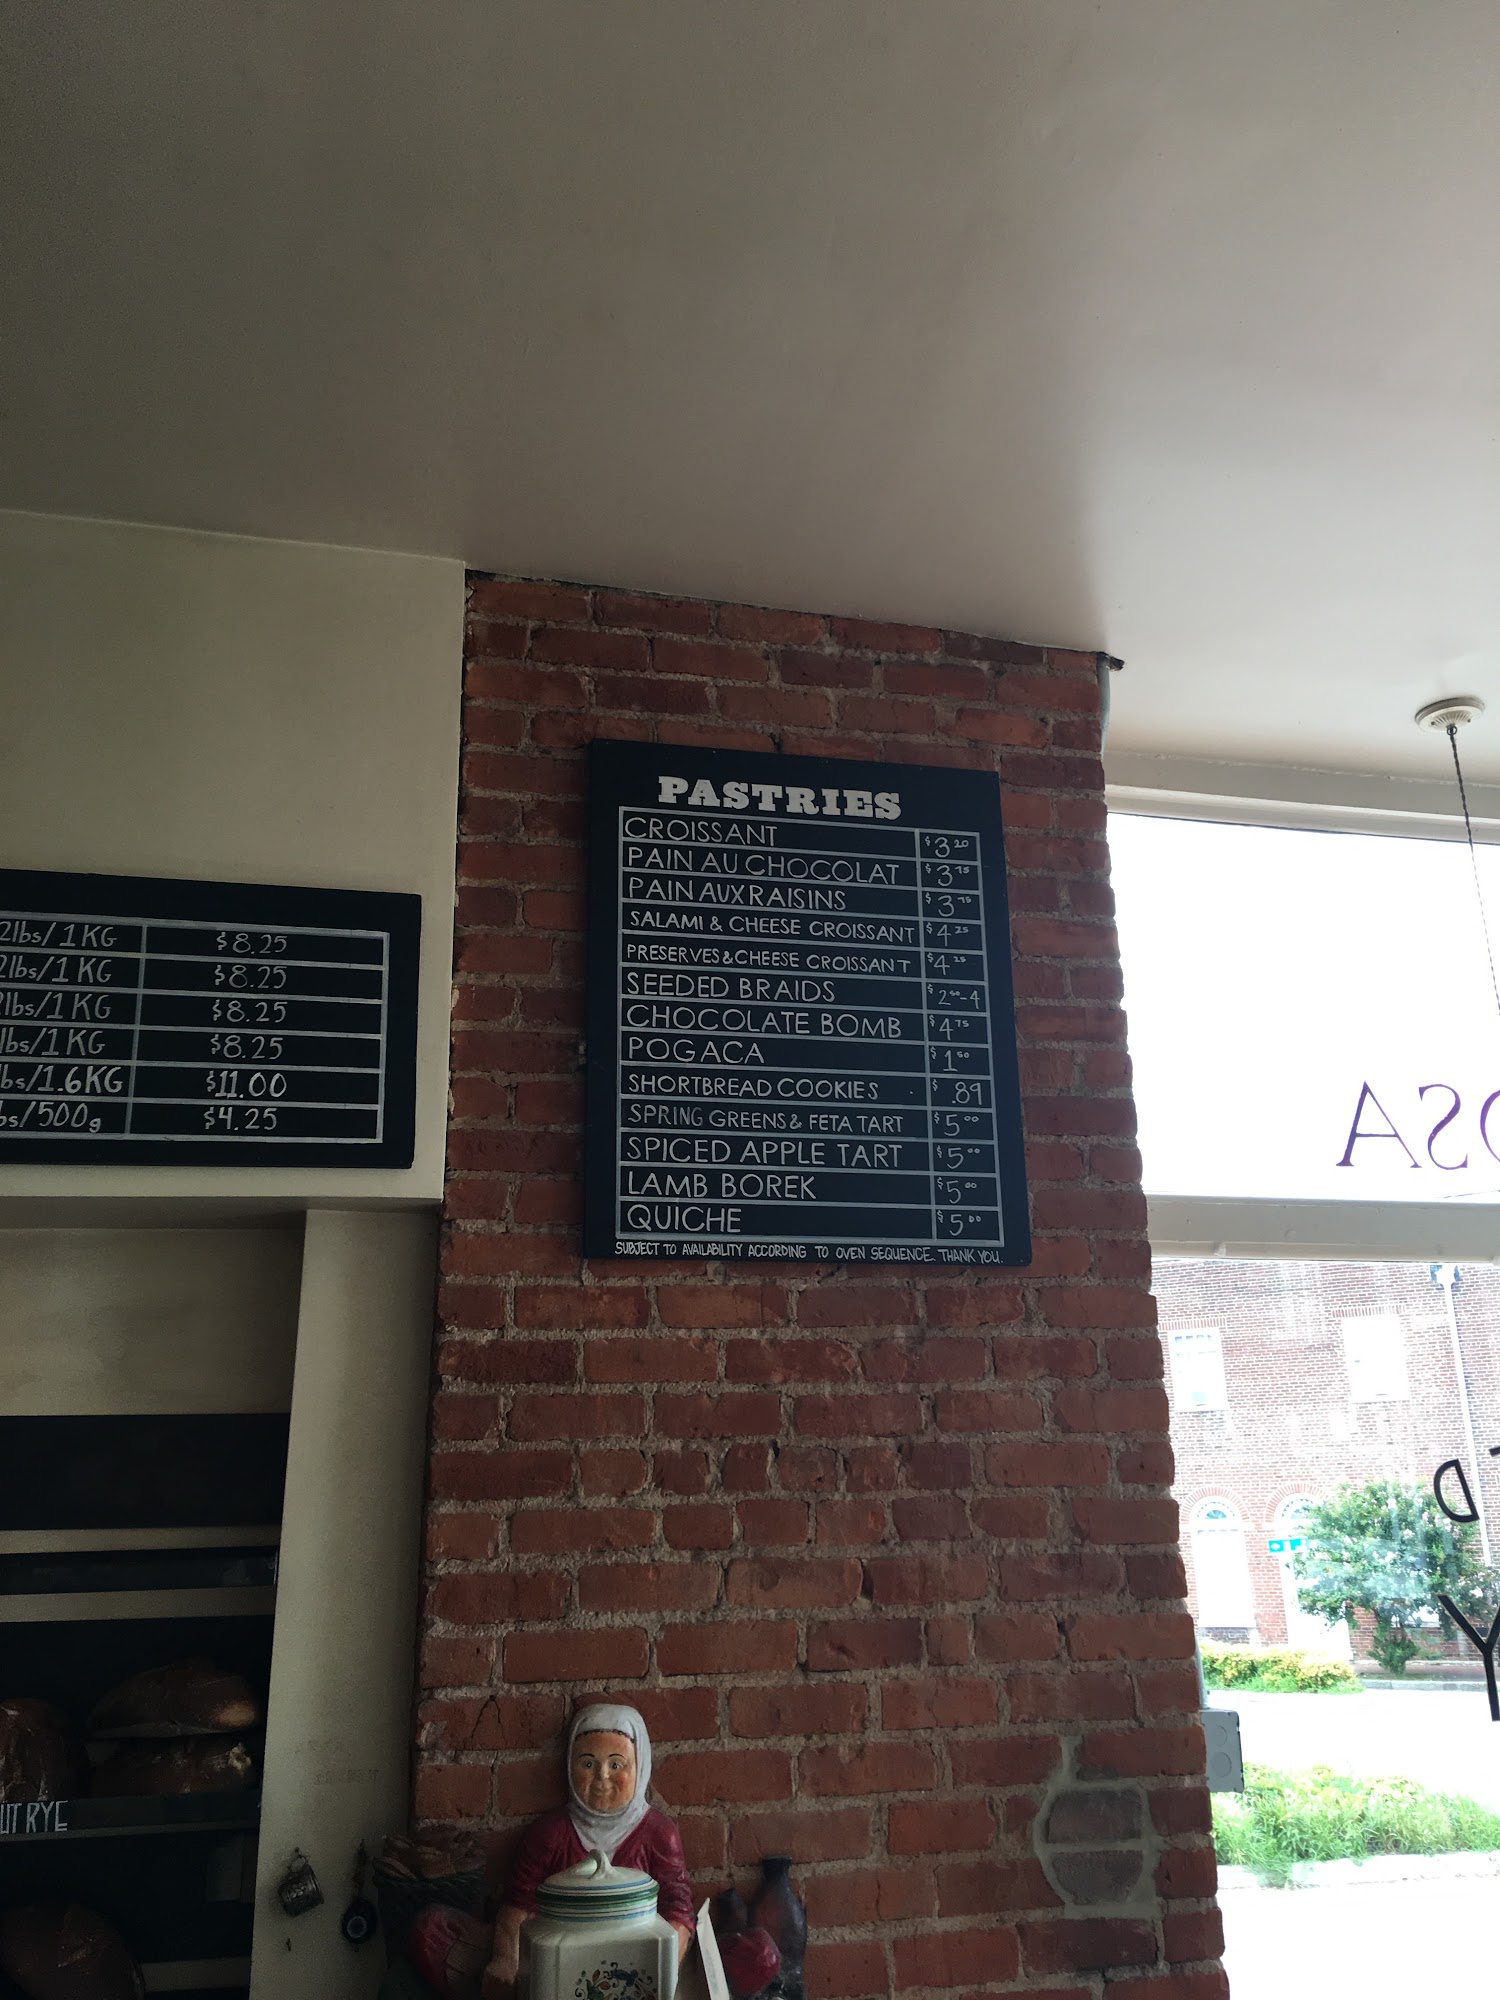 PASTRIES
CROISSANT $3.20
PAIN AU CHOCOLAT $3.75
PAIN AUX RAISINS $3.75
SALAMI & CHEESE CROISSANT $4.25
PRESERVES & CHEESE CROISSANT $4.25
SEEDED BRAIDS $2.50-4
CHOCOLATE BOMB $4.75
POGACA $1.50
SHORTBREAD COOKIES $.89
SPRING GREENS & FETA TART $5.00
SPICED APPLE TART $5.00
LAMB BOREK $5.00
QUICHE $5.00
SUBJECT TO AVAILABILITY ACCORDING TO OVEN SEQUENCE. THANK YOU.
2lbs/1KG $8.25
2lbs/1KG $8.25
lbs/1KG $8.25
lbs/1KG $8.25
bs/1.6KG $11.00
bs/500g $4.25
OSA
D
Y
UT RYE